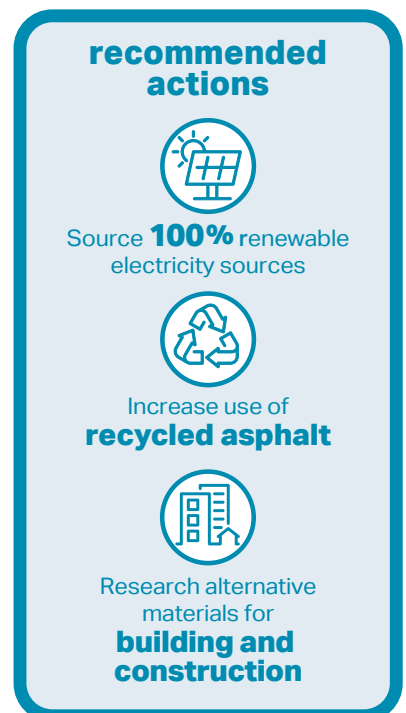 recommended
actions
Source 100% renewable
electricity sources
Increase use of
recycled asphalt
Research alternative
materials for
building and
construction